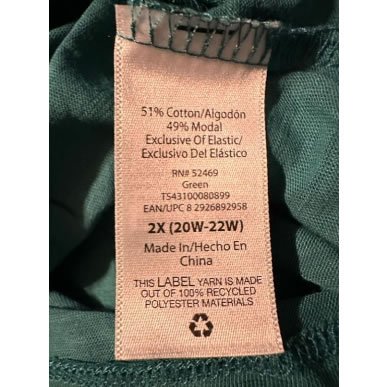 51% Cotton/Algodón
49% Modal
Exclusive Of Elastic/
Exclusivo Del Elástico
RN# 52469
Green
TS43100080899
EAN/UPC 8 2926892958
2X (20W-22W)
Made In/Hecho En
China
THIS LABEL YARN IS MADE
OUT OF 100% RECYCLED
POLYESTER MATERIALS